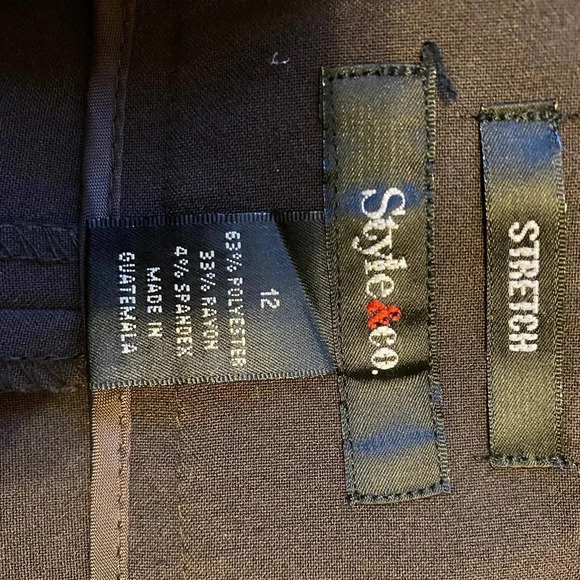 STRETCH
Style&co.
12
63% POLYESTER
33% RAYON
4% SPANDEX
MADE IN
GUATEMALA